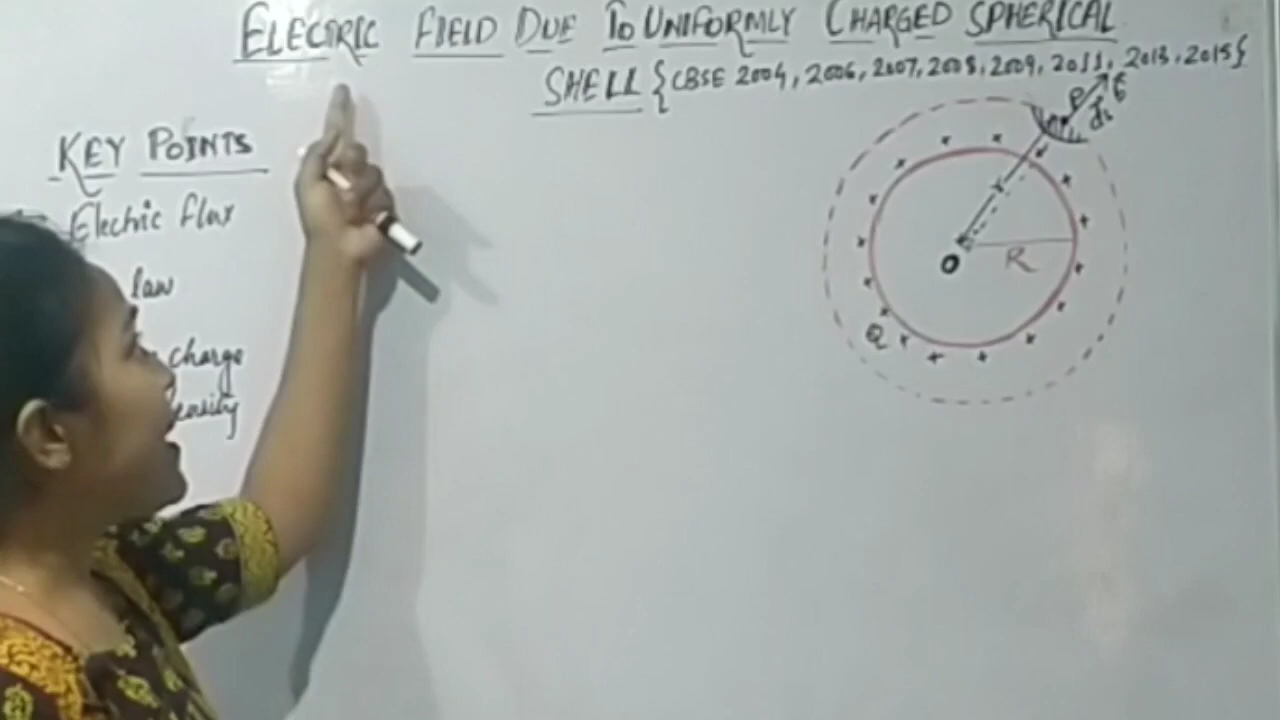 ELECTRIC FIELD DUE TO UNIFORMLY CHARGED SPHERICAL
SHELL {CBSE 2004, 2006, 2007, 2008, 2009, 2011, 2013, 2015}
KEY POINTS
Electric flux
law
charge
P
E
ds
r
O
R
Q